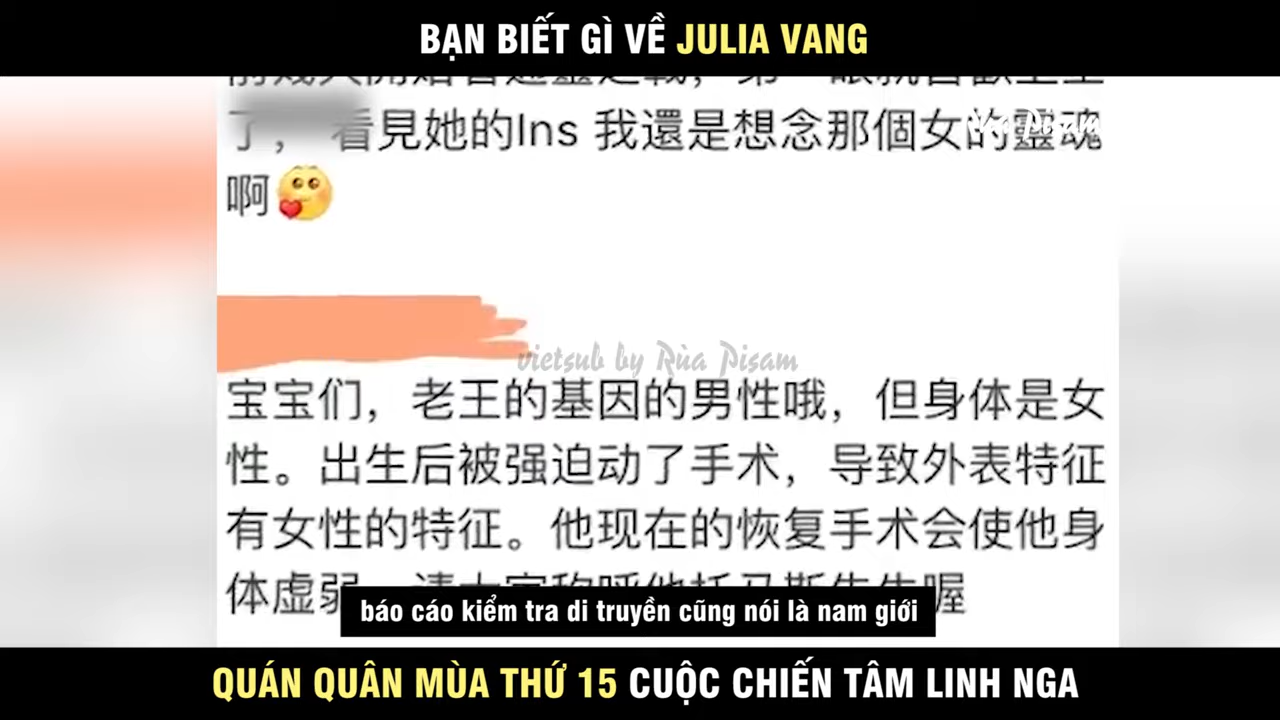 BẠN BIẾT GÌ VỀ JULIA VANG
了， 看見她的Ins 我還是想念那個女的靈魂
Rùa Pisam
啊
vietsub by Rùa Pisam
宝宝们，老王的基因的男性哦，但身体是女
性。出生后被强迫动了手术，导致外表特征
有女性的特征。他现在的恢复手术会使他身
体虚弱
喔
báo cáo kiểm tra di truyền cũng nói là nam giới
QUÁN QUÂN MÙA THỨ 15 CUỘC CHIẾN TÂM LINH NGA